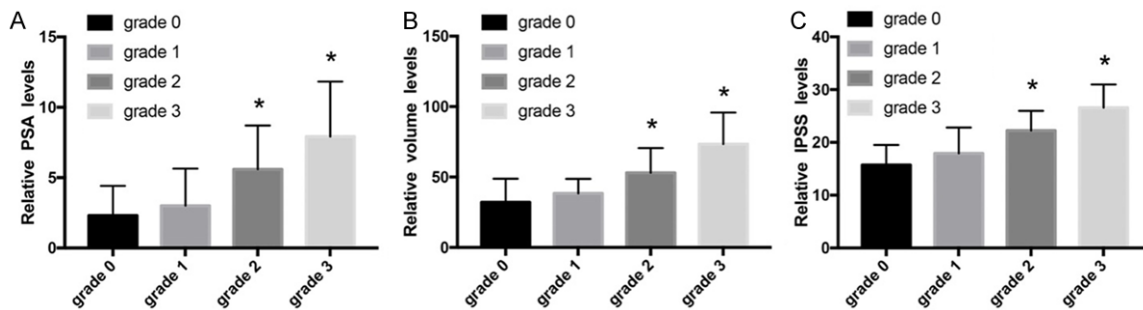 A
Relative PSA levels
15
10
5
0
grade 0
grade 1
grade 2
grade 3
*
*
grade 0
grade 1
grade 2
grade 3
B
Relative volume levels
150
100
50
0
grade 0
grade 1
grade 2
grade 3
*
*
grade 0
grade 1
grade 2
grade 3
C
Relative IPSS levels
40
30
20
10
0
grade 0
grade 1
grade 2
grade 3
*
*
grade 0
grade 1
grade 2
grade 3